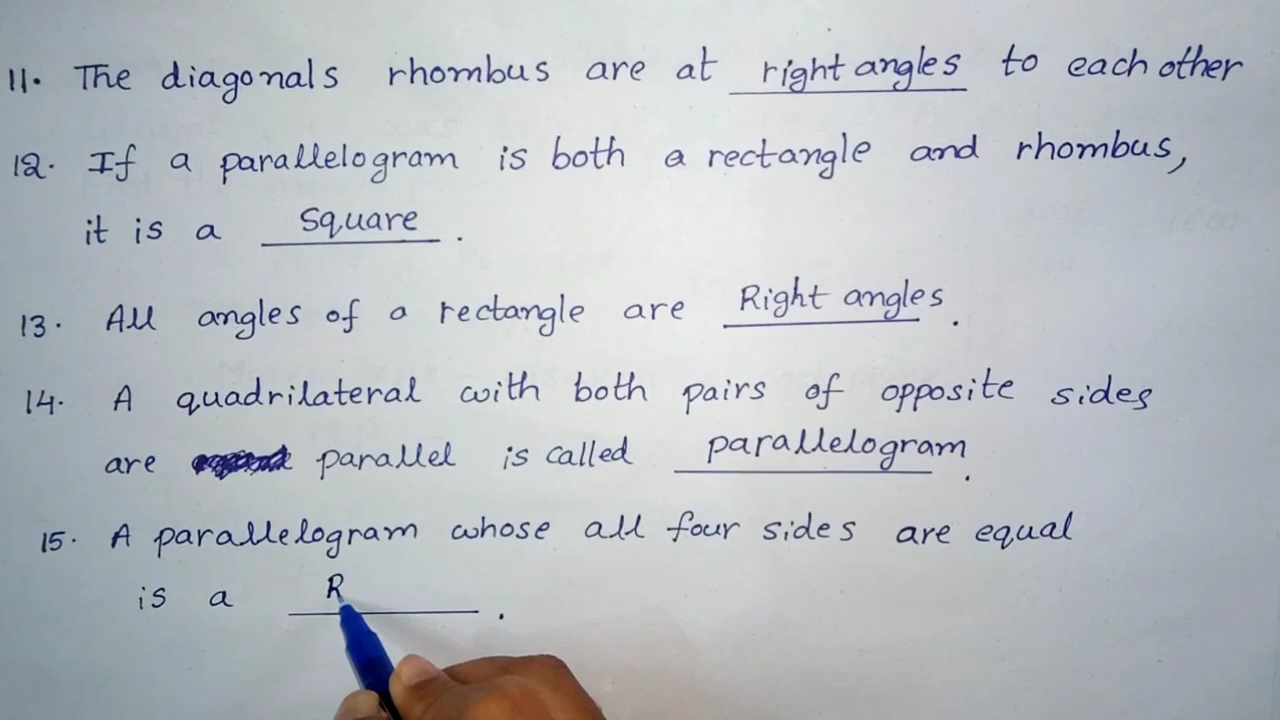 11. The diagonals rhombus are at right angles to each other
12. If a parallelogram is both a rectangle and rhombus,
it is a Square.
13. All angles of a rectangle are Right angles.
14. A quadrilateral with both pairs of opposite sides
are parallel is called parallelogram.
15. A parallelogram whose all four sides are equal
is a R.